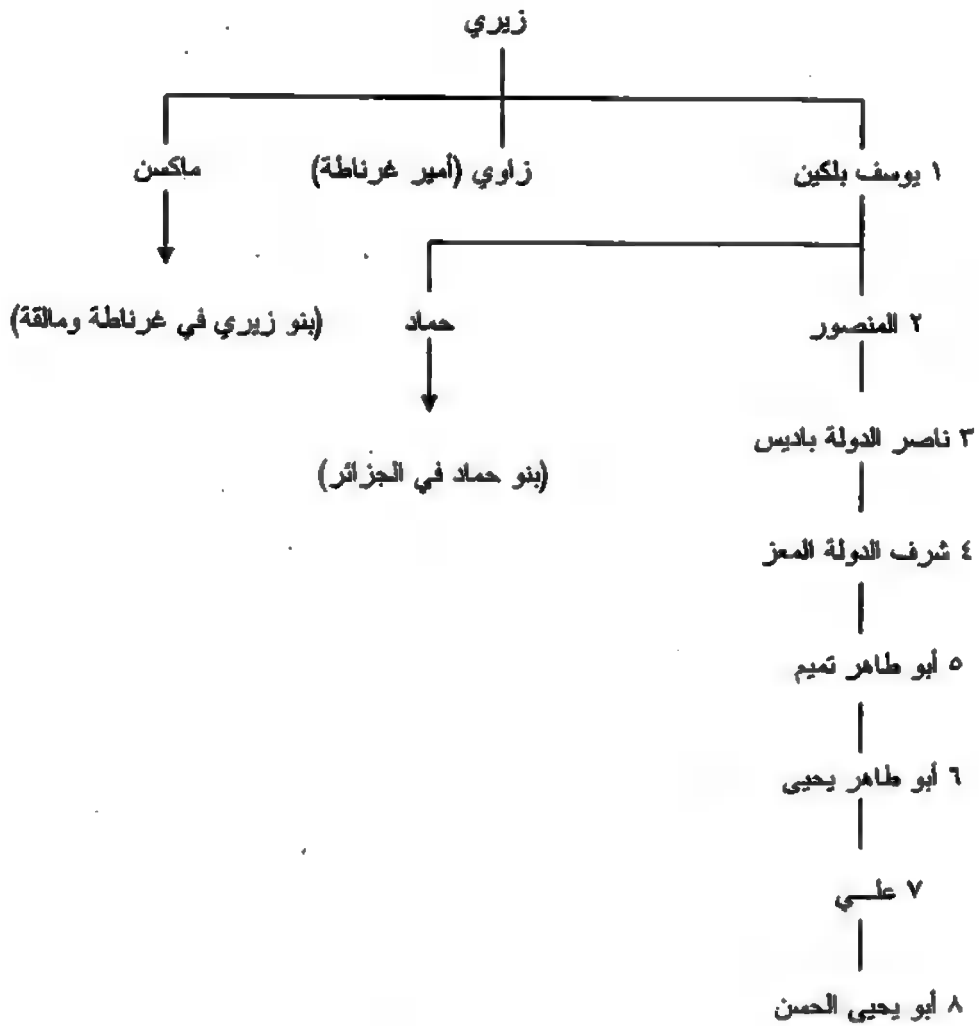 زيري
١ يوسف بلكين
زاوي (أمير غرناطة)
ماكسن
٢ المنصور
حماد
(بنو زيري في غرناطة ومالقة)
٣ ناصر الدولة باديس
(بنو حماد في الجزائر)
٤ شرف الدولة المعز
٥ أبو طاهر تميم
٦ أبو طاهر يحيى
٧ علـــي
٨ أبو يحيى الحسن